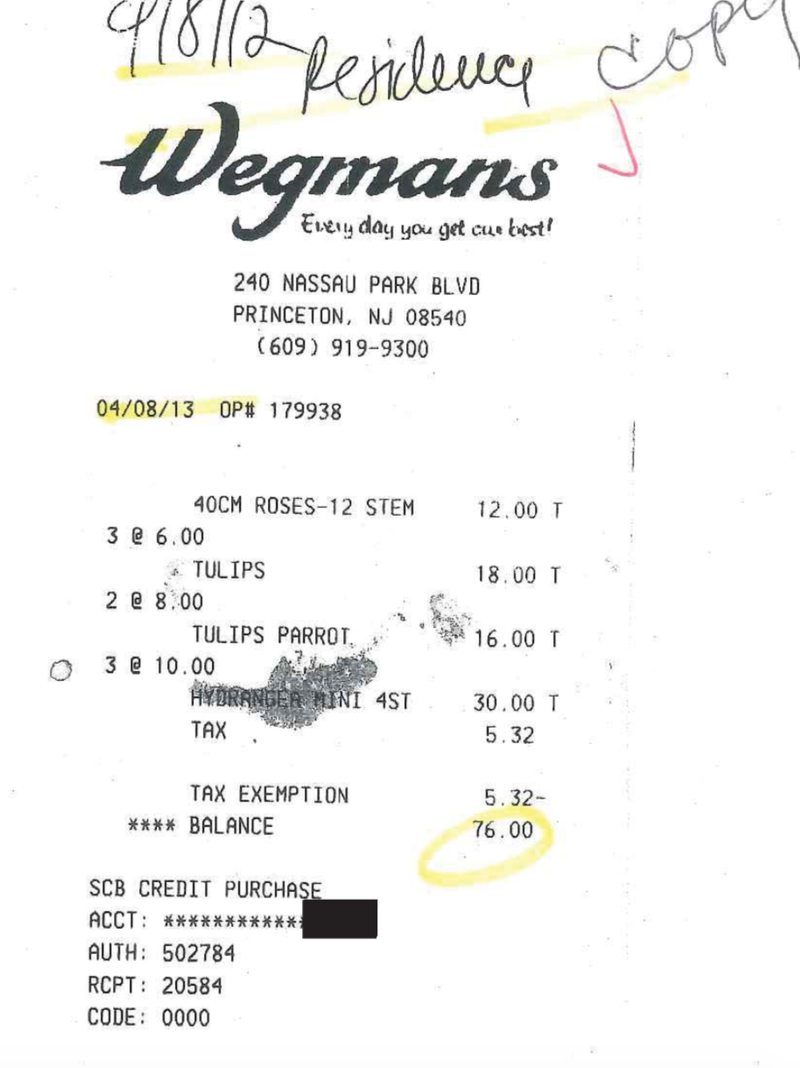 4/8/12 Residence copy
Wegmans
Every day you get our best!
240 NASSAU PARK BLVD
PRINCETON, NJ 08540
(609) 919-9300
04/08/13 OP# 179938
40CM ROSES-12 STEM 12.00 T
3 @ 6.00
TULIPS 18.00 T
2 @ 8.00
TULIPS PARROT 16.00 T
3 @ 10.00
HYDRANGER MINI 4ST 30.00 T
TAX 5.32
TAX EXEMPTION 5.32-
**** BALANCE 76.00
SCB CREDIT PURCHASE
ACCT: ************
AUTH: 502784
RCPT: 20584
CODE: 0000